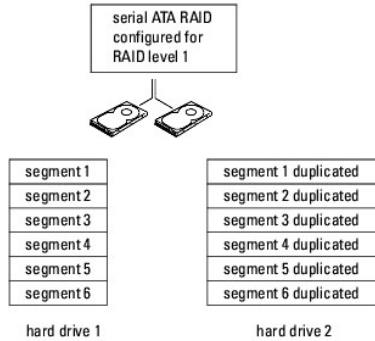 serial ATA RAID
configured for
RAID level 1
segment 1
segment 2
segment 3
segment 4
segment 5
segment 6
hard drive 1
segment 1 duplicated
segment 2 duplicated
segment 3 duplicated
segment 4 duplicated
segment 5 duplicated
segment 6 duplicated
hard drive 2